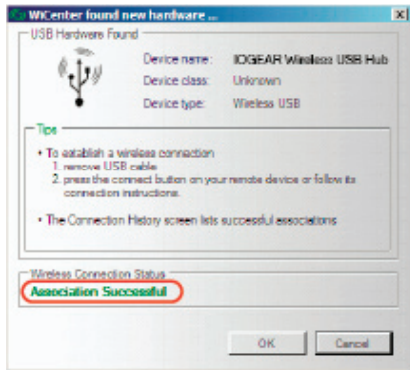 WiCenter found new hardware ...
USB Hardware Found
Device name: IOGEAR Wireless USB Hub
Device class: Unknown
Device type: Wireless USB
Tips
• To establish a wireless connection
1. remove USB cable
2. press the connect button on your remote device or follow its
connection instructions.
• The Connection History screen lists successful associations
Wireless Connection Status
Association Successful
OK Cancel